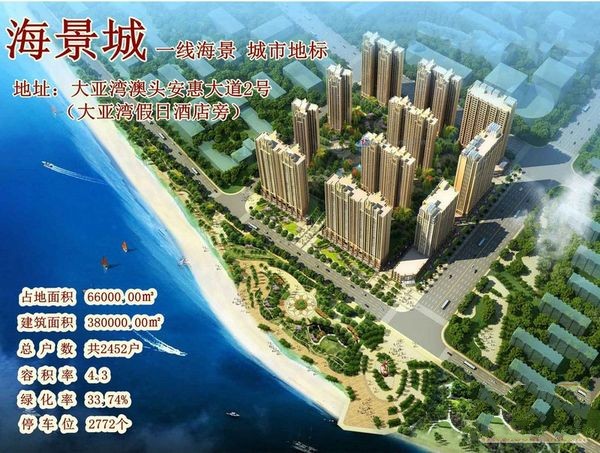 海景城 一线海景 城市地标
地址：大亚湾澳头安惠大道2号
（大亚湾假日酒店旁）
占地面积 66000,00㎡
建筑面积 380000,00㎡
总户数 共2452户
容积率 4.3
绿化率 33,74%
停车位 2772个